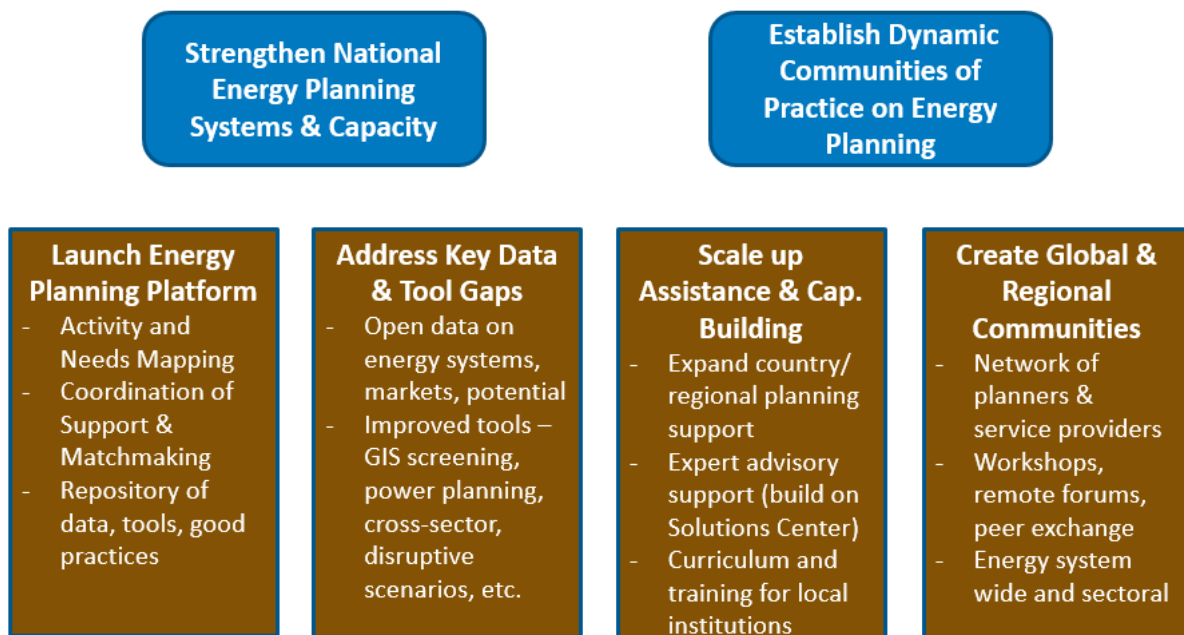 Strengthen National
Energy Planning
Systems & Capacity
Establish Dynamic
Communities of
Practice on Energy
Planning
Launch Energy
Planning Platform
- Activity and
Needs Mapping
- Coordination of
Support &
Matchmaking
- Repository of
data, tools, good
practices
Address Key Data
& Tool Gaps
- Open data on
energy systems,
markets, potential
- Improved tools –
GIS screening,
power planning,
cross-sector,
disruptive
scenarios, etc.
Scale up
Assistance & Cap.
Building
- Expand country/
regional planning
support
- Expert advisory
support (build on
Solutions Center)
- Curriculum and
training for local
institutions
Create Global &
Regional
Communities
- Network of
planners &
service providers
- Workshops,
remote forums,
peer exchange
- Energy system
wide and sectoral